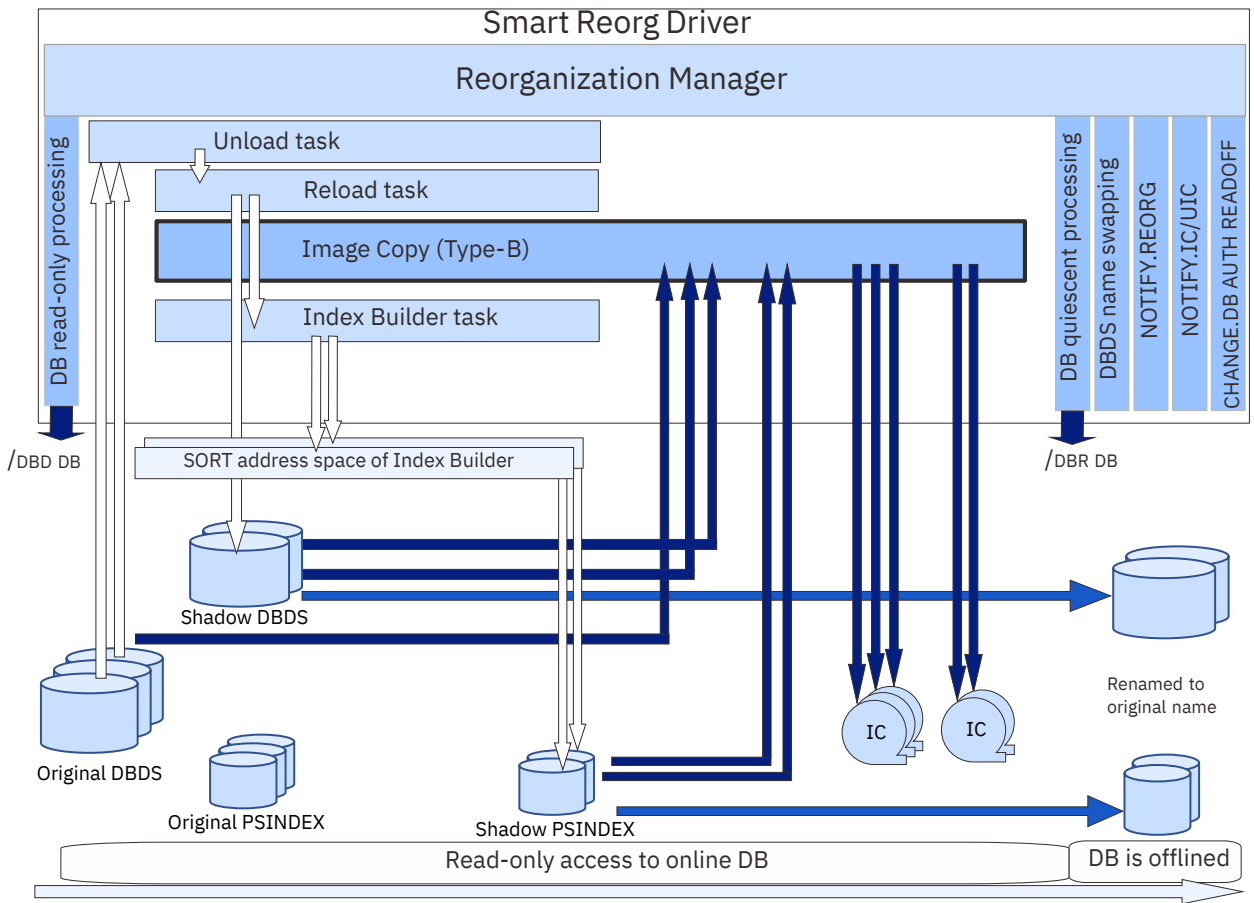 Smart Reorg Driver
Reorganization Manager
DB read-only processing
Unload task
Reload task
Image Copy (Type-B)
Index Builder task
DB quiescent processing
DBDS name swapping
NOTIFY.REORG
NOTIFY.IC/UIC
CHANGE.DB AUTH READOFF
/DBD DB
SORT address space of Index Builder
/DBR DB
Shadow DBDS
Renamed to
original name
IC
IC
Original DBDS
Original PSINDEX
Shadow PSINDEX
Read-only access to online DB
DB is offlined